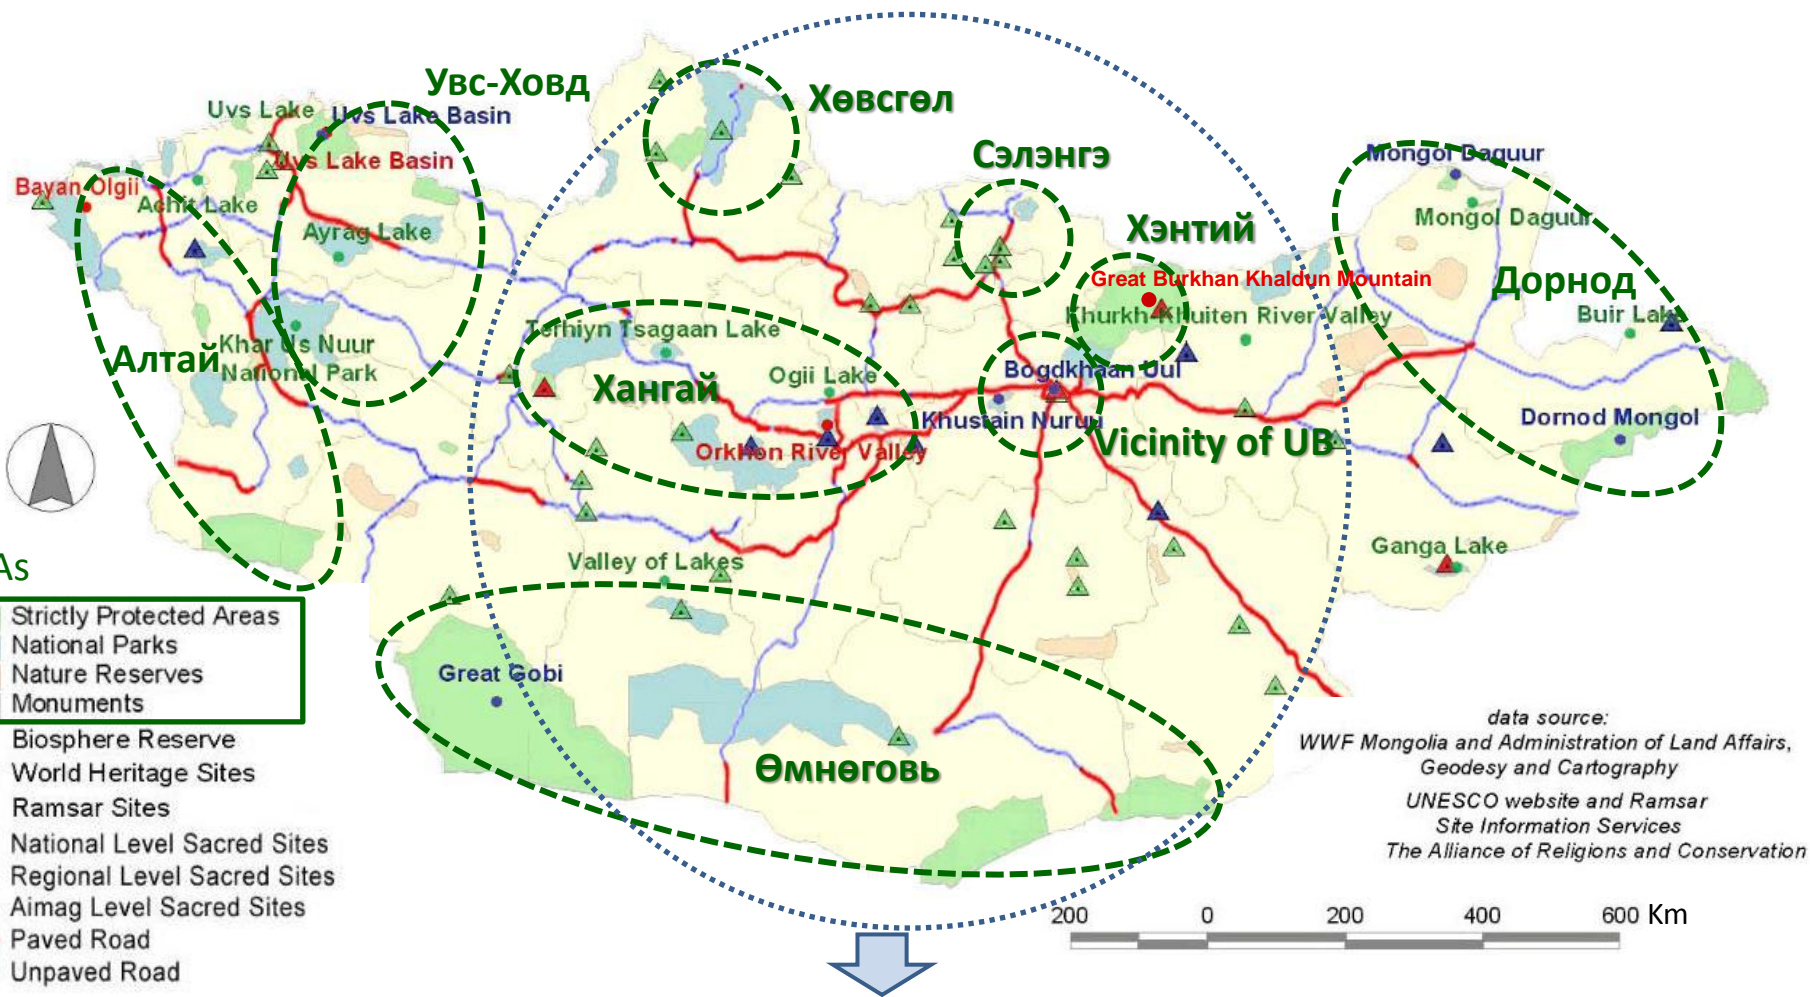 Увс-Ховд
Хөвсгөл
Uvs Lake
Uvs Lake Basin
Uvs Lake Basin
Сэлэнгэ
Mongol Daguur
Bayan-Olgii
Achit Lake
Ayrag Lake
Mongol Daguur
Хэнтий
Great Burkhan Khaldun Mountain
Дорнод
Khurkh-Khuiten River Valley
Buir Lake
Terhiyn Tsagaan Lake
Алтай
Khar Us Nuur
National Park
Хангай
Ogii Lake
Bogdkhaan Uul
Khustain Nuruu
Dornod Mongol
Orkhon River Valley
Vicinity of UB
Valley of Lakes
Ganga Lake
As
Strictly Protected Areas
National Parks
Nature Reserves
Monuments
Biosphere Reserve
World Heritage Sites
Ramsar Sites
National Level Sacred Sites
Regional Level Sacred Sites
Aimag Level Sacred Sites
Paved Road
Unpaved Road
Great Gobi
Өмнөговь
data source:
WWF Mongolia and Administration of Land Affairs,
Geodesy and Cartography
UNESCO website and Ramsar
Site Information Services
The Alliance of Religions and Conservation
200 0 200 400 600 Km